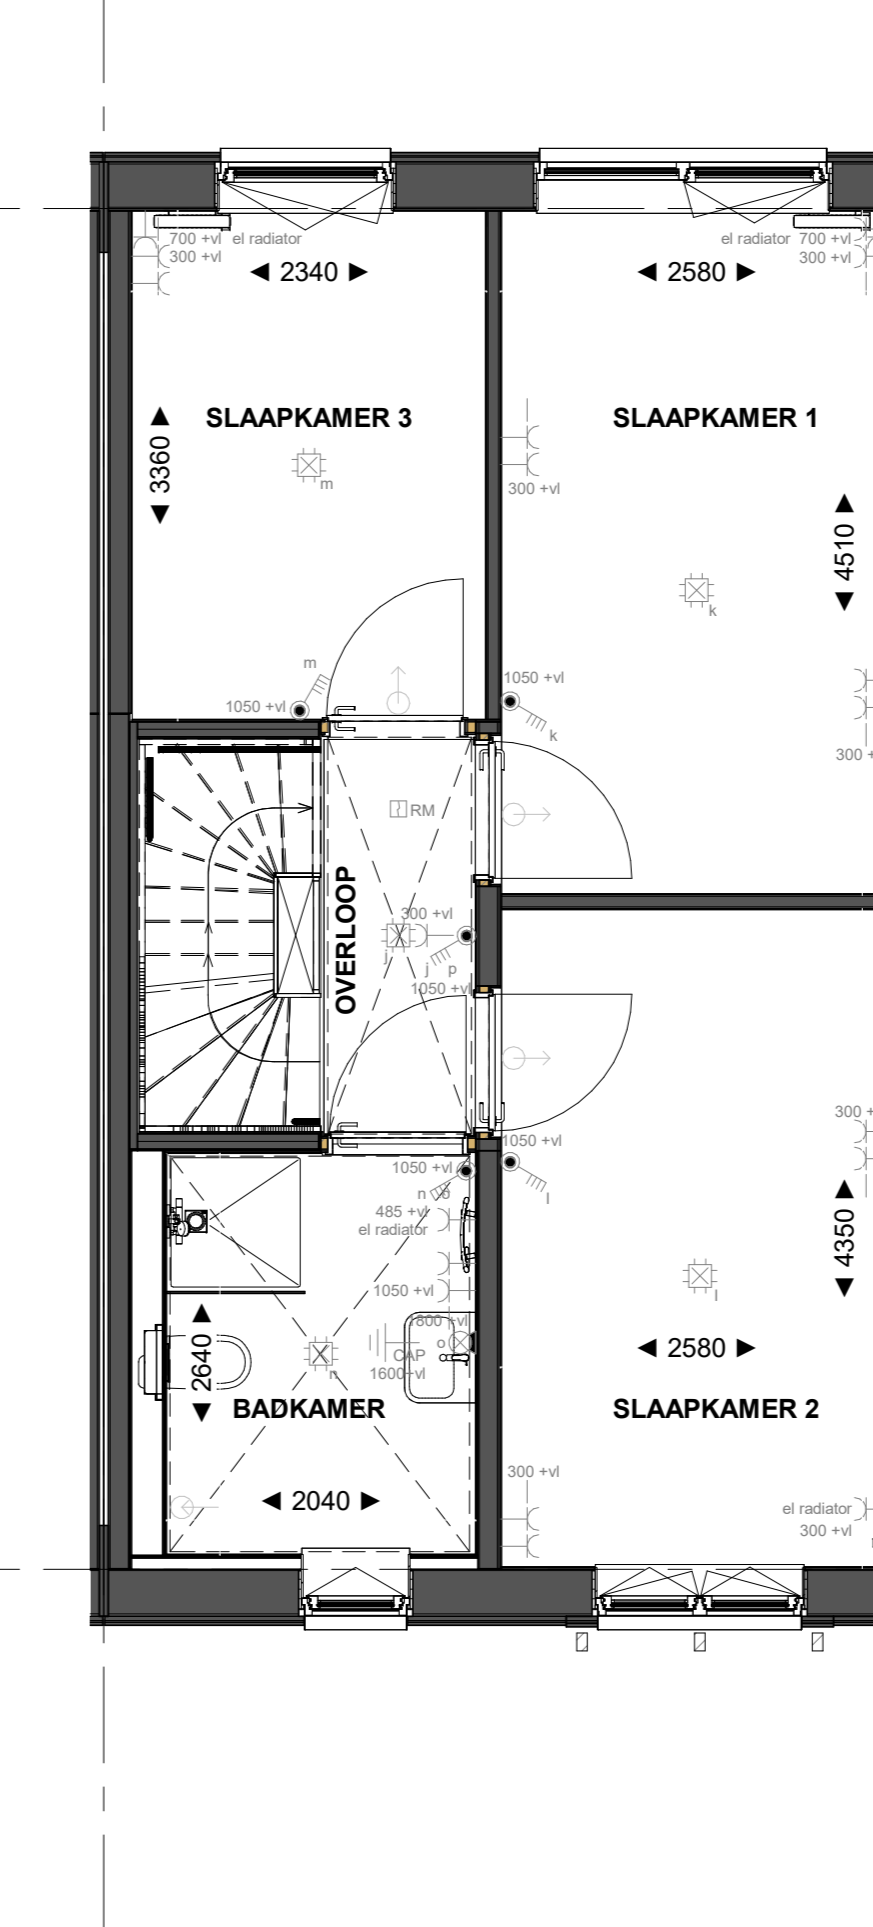 700 +vl el radiator
300 +vl
◄ 2340 ►
el radiator 700 +vl
300 +vl
◄ 2580 ►
SLAAPKAMER 3
◄ 3360 ►
m
SLAAPKAMER 1
300 +vl
◄ 4510 ►
k
m
1050 +vl
1050 +vl
k
300 +
RM
OVERLOOP
300 +vl
j
j p
1050 +vl
300 +
1050 +vl
l
1050 +vl
n
485 +vl
el radiator
1050 +vl
1800 +vl
o
CAP
1600+vl
n
◄ 2640 ►
BADKAMER
◄ 2040 ►
◄ 4350 ►
l
◄ 2580 ►
SLAAPKAMER 2
300 +vl
el radiator
300 +vl